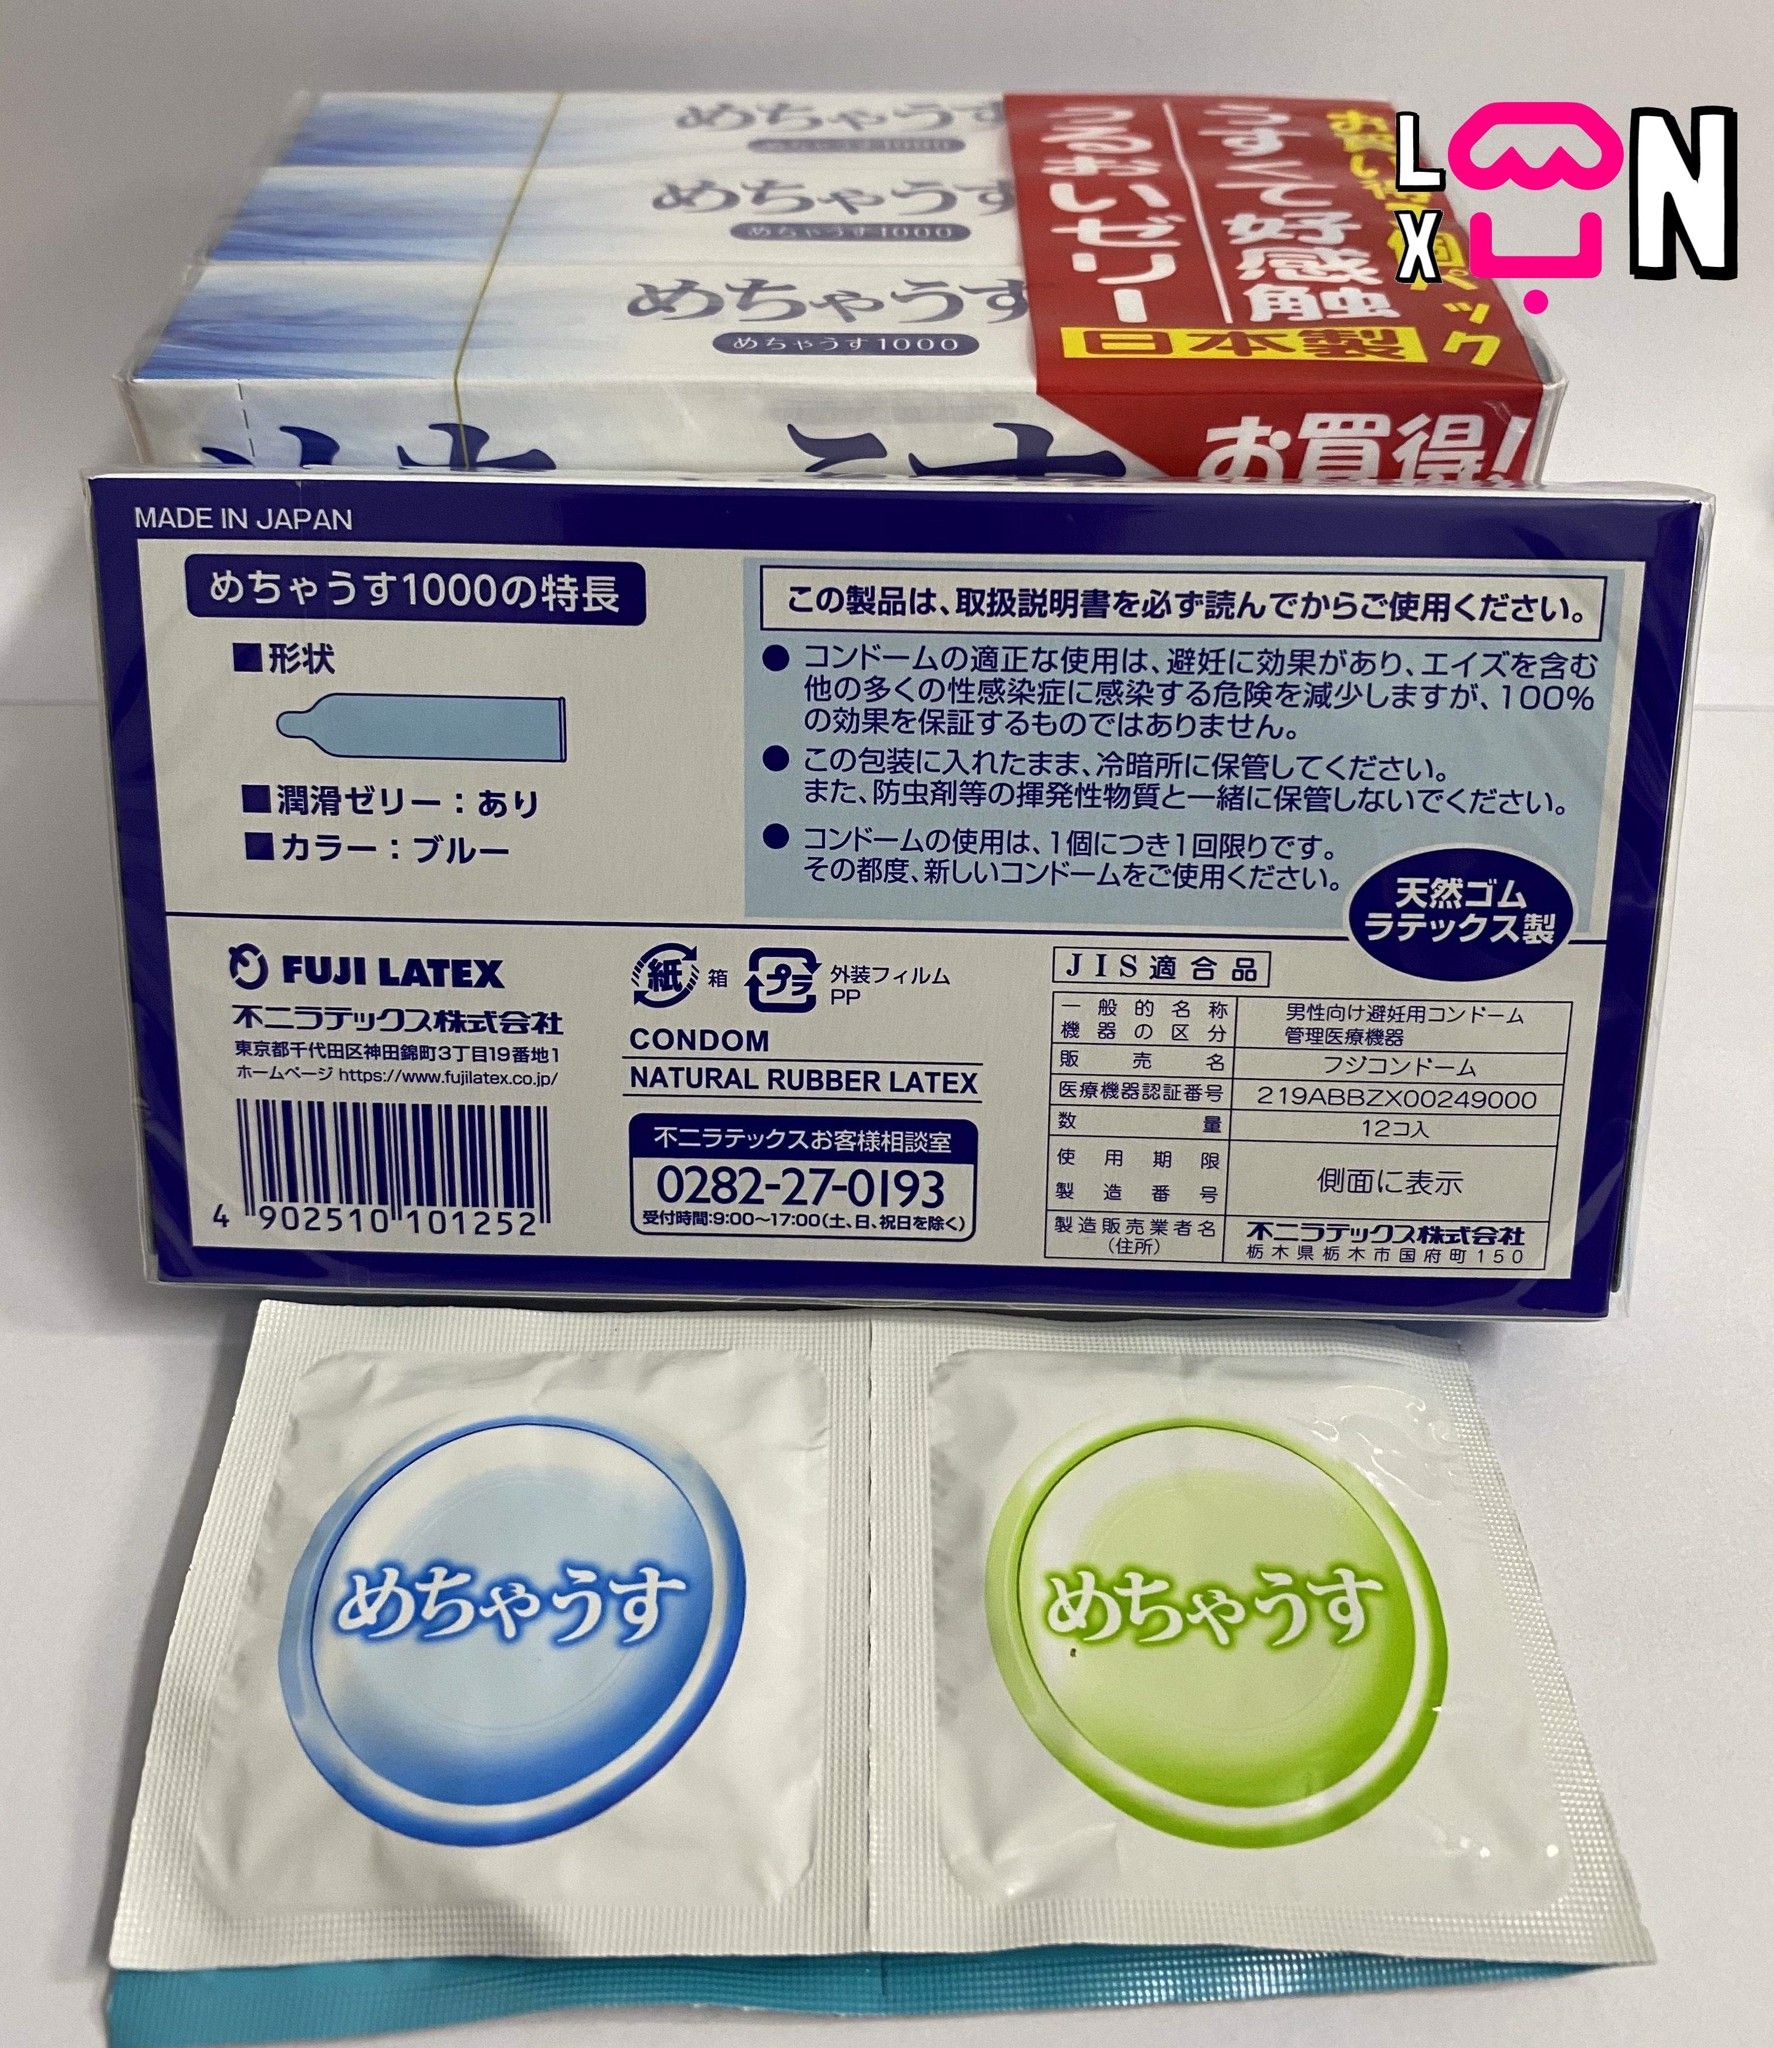 めちゃうす
めちゃうす1000
めちゃうす
めちゃうす1000
めちゃうす
めちゃうす1000
うるおいゼリー
うすくて好感触
日本製
お買得!
L
X
N
MADE IN JAPAN
めちゃうす1000の特長
■形状
■潤滑ゼリー:あり
■カラー:ブルー
この製品は、取扱説明書を必ず読んでからご使用ください。
● コンドームの適正な使用は、避妊に効果があり、エイズを含む
他の多くの性感染症に感染する危険を減少しますが、100%
の効果を保証するものではありません。
● この包装に入れたまま、冷暗所に保管してください。
また、防虫剤等の揮発性物質と一緒に保管しないでください。
● コンドームの使用は、1個につき1回限りです。
その都度、新しいコンドームをご使用ください。
天然ゴム
ラテックス製
FUJI LATEX
不二ラテックス株式会社
東京都千代田区神田錦町3丁目19番地1
ホームページ https://www.fujilatex.co.jp/
4 902510 101252
紙 箱 プラ 外装フィルム
PP
CONDOM
NATURAL RUBBER LATEX
不二ラテックスお客様相談室
0282-27-0193
受付時間:9:00~17:00(土、日、祝日を除く)
JIS適合品
一般的名称 男性向け避妊用コンドーム
機器の区分 管理医療機器
販売名 フジコンドーム
医療機器認証番号 219ABBZX00249000
数量 12コ入
使用期限
製造番号 側面に表示
製造販売業者名 不二ラテックス株式会社
(住所) 栃木県栃木市国府町150
めちゃうす
めちゃうす